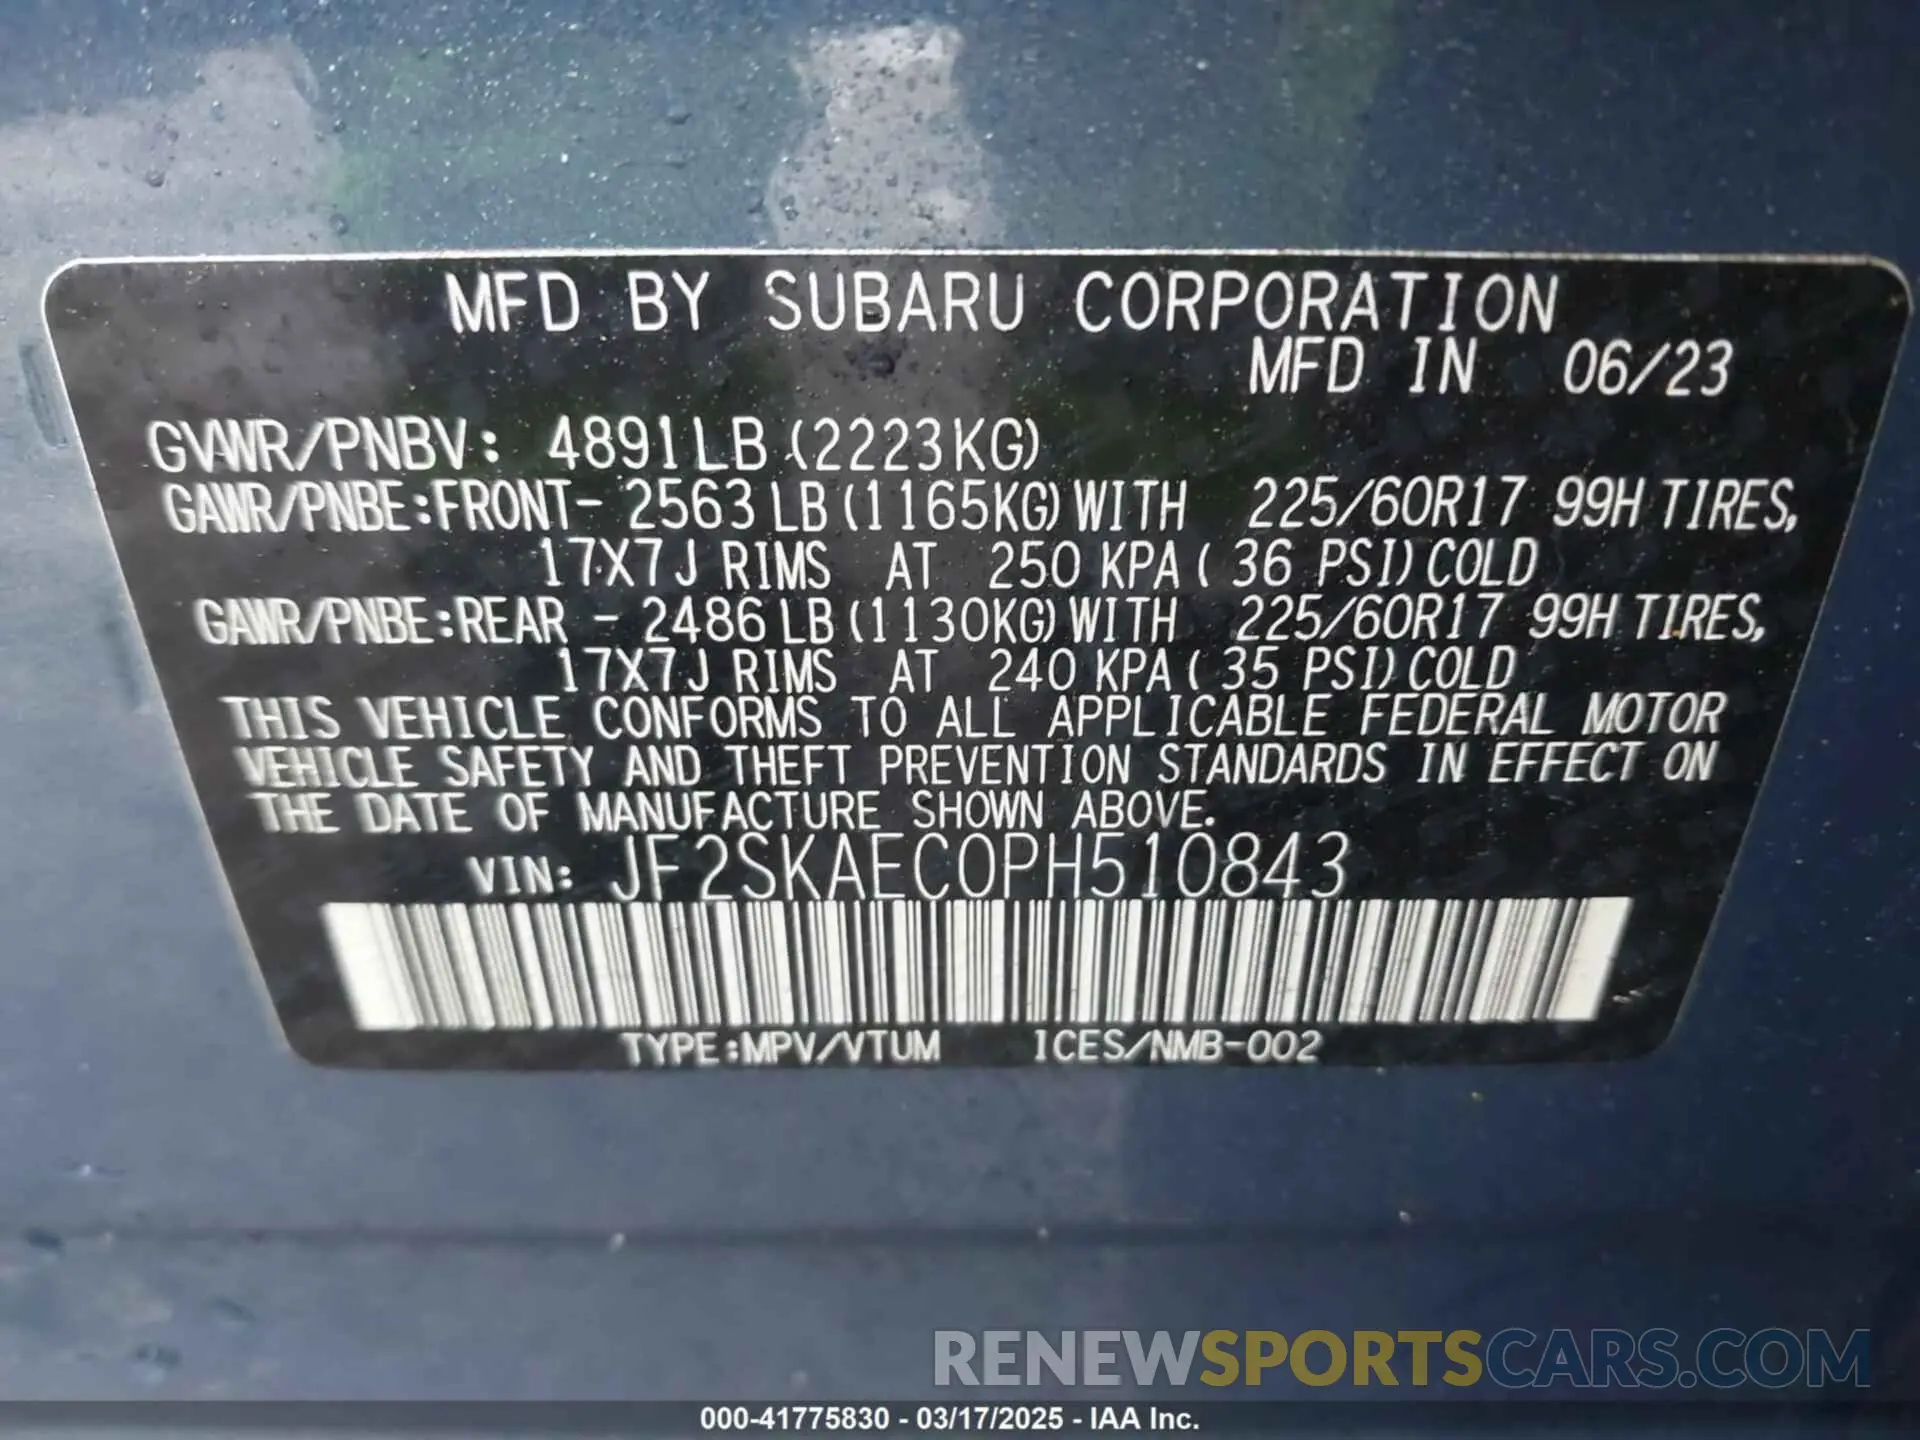 MFD BY SUBARU CORPORATION
MFD IN 06/23
GVWR/PNBV: 4891LB (2223KG)
GAWR/PNBE:FRONT- 2563 LB (1165KG) WITH 225/60R17 99H TIRES,
17X7J RIMS AT 250 KPA ( 36 PSI) COLD
GAWR/PNBE:REAR - 2486 LB (1130KG) WITH 225/60R17 99H TIRES,
17X7J RIMS AT 240 KPA ( 35 PSI) COLD
THIS VEHICLE CONFORMS TO ALL APPLICABLE FEDERAL MOTOR
VEHICLE SAFETY AND THEFT PREVENTION STANDARDS IN EFFECT ON
THE DATE OF MANUFACTURE SHOWN ABOVE.
VIN: JF2SKAEC0PH510843
TYPE:MPV/VTUM ICES/NMB-002
RENEWSPORTSCARS.COM
000-41775830 - 03/17/2025 - IAA Inc.